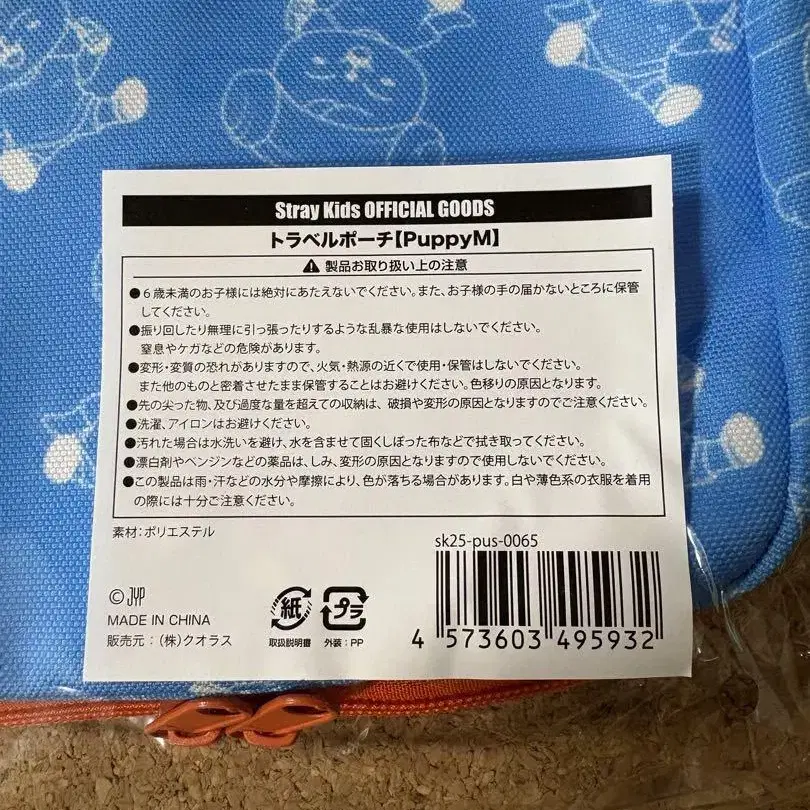 Stray Kids OFFICIAL GOODS
トラベルポーチ【PuppyM】
⚠ 製品お取り扱い上の注意
●6歳未満のお子様には絶対にあたえないでください。また、お子様の手の届かないところに保管
してください。
●振り回したり無理に引っ張ったりするような乱暴な使用はしないでください。
窒息やケガなどの危険があります。
●変形・変質の恐れがありますので、火気・熱源の近くで使用・保管はしないでください。
また他のものと密着させたまま保管することはお避けください。色移りの原因となります。
●先の尖った物、及び過度な量を超えての収納は、破損や変形の原因となりますのでご注意ください。
●洗濯、アイロンはお避けください。
●汚れた場合は水洗いを避け、水を含ませて固くしぼった布などで拭き取ってください。
●漂白剤やベンジンなどの薬品は、しみ、変形の原因となりますので使用しないでください。
●この製品は雨・汗などの水分や摩擦により、色が落ちる場合があります。白や薄色系の衣服を着用
の際には十分ご注意ください。
素材：ポリエステル
sk25-pus-0065
© JYP
MADE IN CHINA
販売元：（株）クオラス
紙
取扱説明書
プラ
外装：PP
4 573603 495932